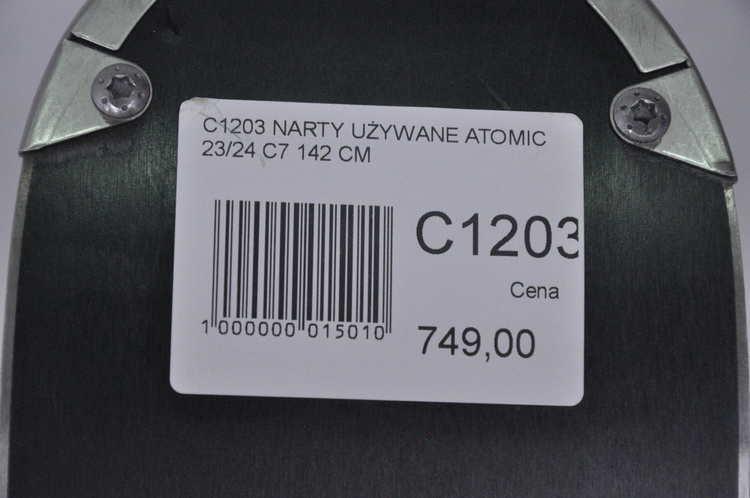 C1203 NARTY UŻYWANE ATOMIC
23/24 C7 142 CM
C1203
Cena
1 000000 015010
749,00